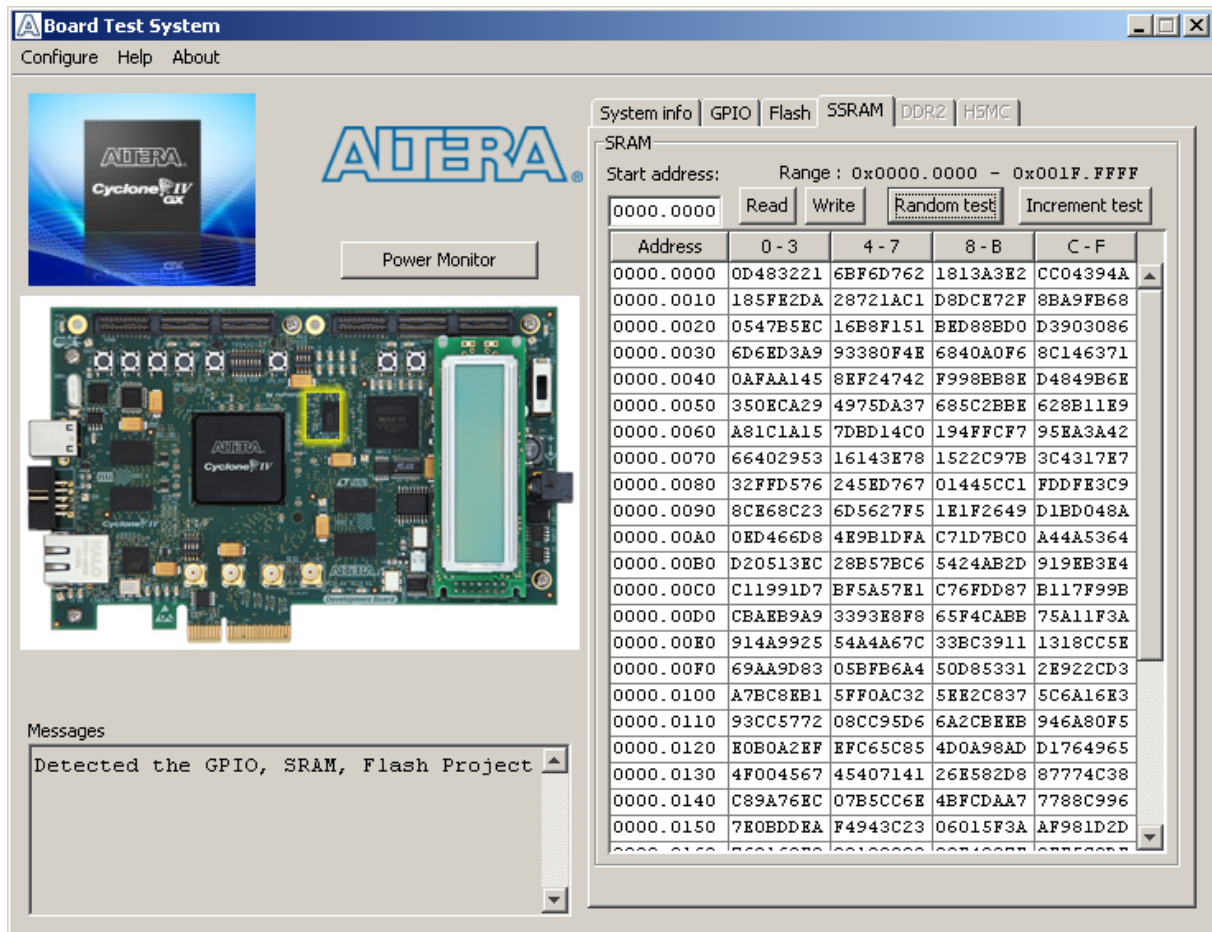 Board Test System
Configure Help About
ALTERA®
ALTERA.
Cyclone IV
GX
Power Monitor
ALTERA.
Cyclone IV
ALTERA
Development Board
Messages
Detected the GPIO, SRAM, Flash Project
System info GPIO Flash SSRAM DDR2 HSMC
SRAM
Start address: Range : 0x0000.0000 - 0x001F.FFFF
0000.0000 Read Write Random test Increment test
Address 0 - 3 4 - 7 8 - B C - F
0000.0000 0D483221 6BF6D762 1813A3E2 CC04394A
0000.0010 185FE2DA 28721AC1 D8DCE72F 8BA9FB68
0000.0020 0547B5EC 16B8F151 BED88BD0 D3903086
0000.0030 6D6ED3A9 93380F4E 6840A0F6 8C146371
0000.0040 0AFAA145 8EF24742 F998BB8E D4849B6E
0000.0050 350ECA29 4975DA37 685C2BBE 628B11E9
0000.0060 A81C1A15 7DBD14C0 194FFCF7 95EA3A42
0000.0070 66402953 16143E78 1522C97B 3C4317E7
0000.0080 32FFD576 245ED767 01445CC1 FDDFE3C9
0000.0090 8CE68C23 6D5627F5 1E1F2649 D1BD048A
0000.00A0 0ED466D8 4E9B1DFA C71D7BC0 A44A5364
0000.00B0 D20513EC 28B57BC6 5424AB2D 919EB3E4
0000.00C0 C11991D7 BF5A57E1 C76FDD87 B117F99B
0000.00D0 CBAEB9A9 3393E8F8 65F4CABB 75A11F3A
0000.00E0 914A9925 54A4A67C 33BC3911 1318CC5E
0000.00F0 69AA9D83 05BFB6A4 50D85331 2E922CD3
0000.0100 A7BC8EB1 5FF0AC32 5EE2C837 5C6A16E3
0000.0110 93CC5772 08CC95D6 6A2CBEEB 946A80F5
0000.0120 E0B0A2EF EFC65C85 4D0A98AD D1764965
0000.0130 4F004567 45407141 26E582D8 87774C38
0000.0140 C89A76EC 07B5CC6E 4BFCDAA7 7788C996
0000.0150 7E0BDDEA F4943C23 06015F3A AF981D2D